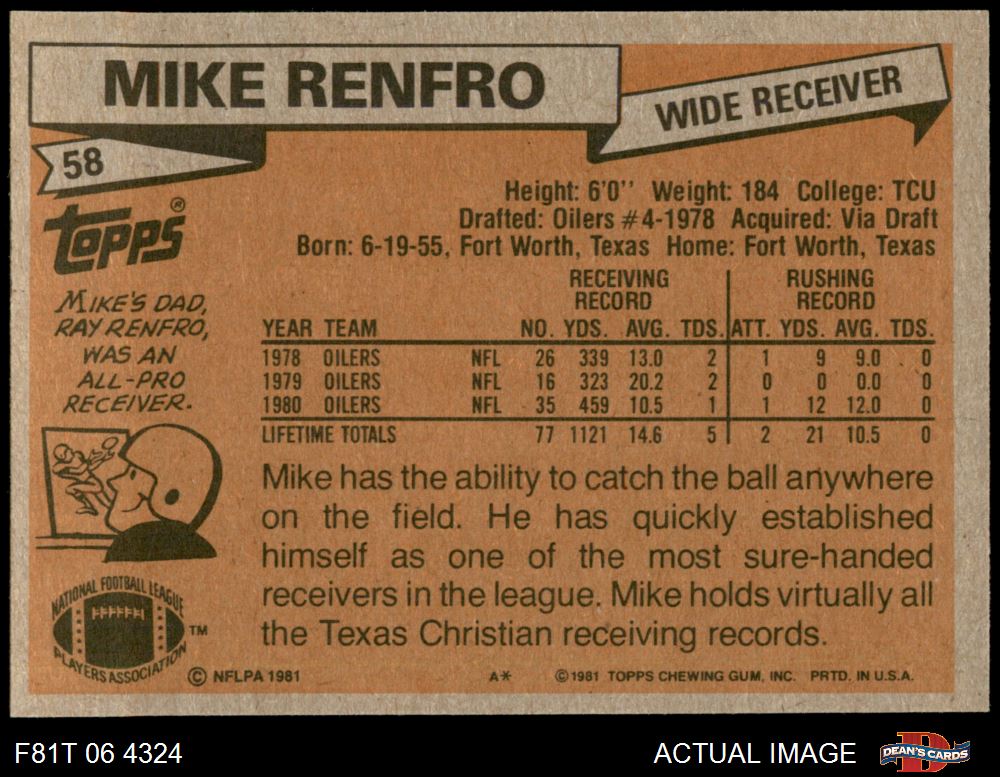 MIKE RENFRO
WIDE RECEIVER
58
Topps®
Height: 6'0'' Weight: 184 College: TCU
Drafted: Oilers #4-1978 Acquired: Via Draft
Born: 6-19-55, Fort Worth, Texas Home: Fort Worth, Texas
MIKE'S DAD,
RAY RENFRO,
WAS AN
ALL-PRO
RECEIVER.
RECEIVING RUSHING
RECORD RECORD
YEAR TEAM NO. YDS. AVG. TDS. ATT. YDS. AVG. TDS.
1978 OILERS NFL 26 339 13.0 2 1 9 9.0 0
1979 OILERS NFL 16 323 20.2 2 0 0 0.0 0
1980 OILERS NFL 35 459 10.5 1 1 12 12.0 0
LIFETIME TOTALS 77 1121 14.6 5 2 21 10.5 0
Mike has the ability to catch the ball anywhere
on the field. He has quickly established
himself as one of the most sure-handed
receivers in the league. Mike holds virtually all
the Texas Christian receiving records.
NATIONAL FOOTBALL LEAGUE
PLAYERS ASSOCIATION TM
© NFLPA 1981 A* © 1981 TOPPS CHEWING GUM, INC. PRTD. IN U.S.A.
F81T 06 4324 ACTUAL IMAGE DEAN'S CARDS